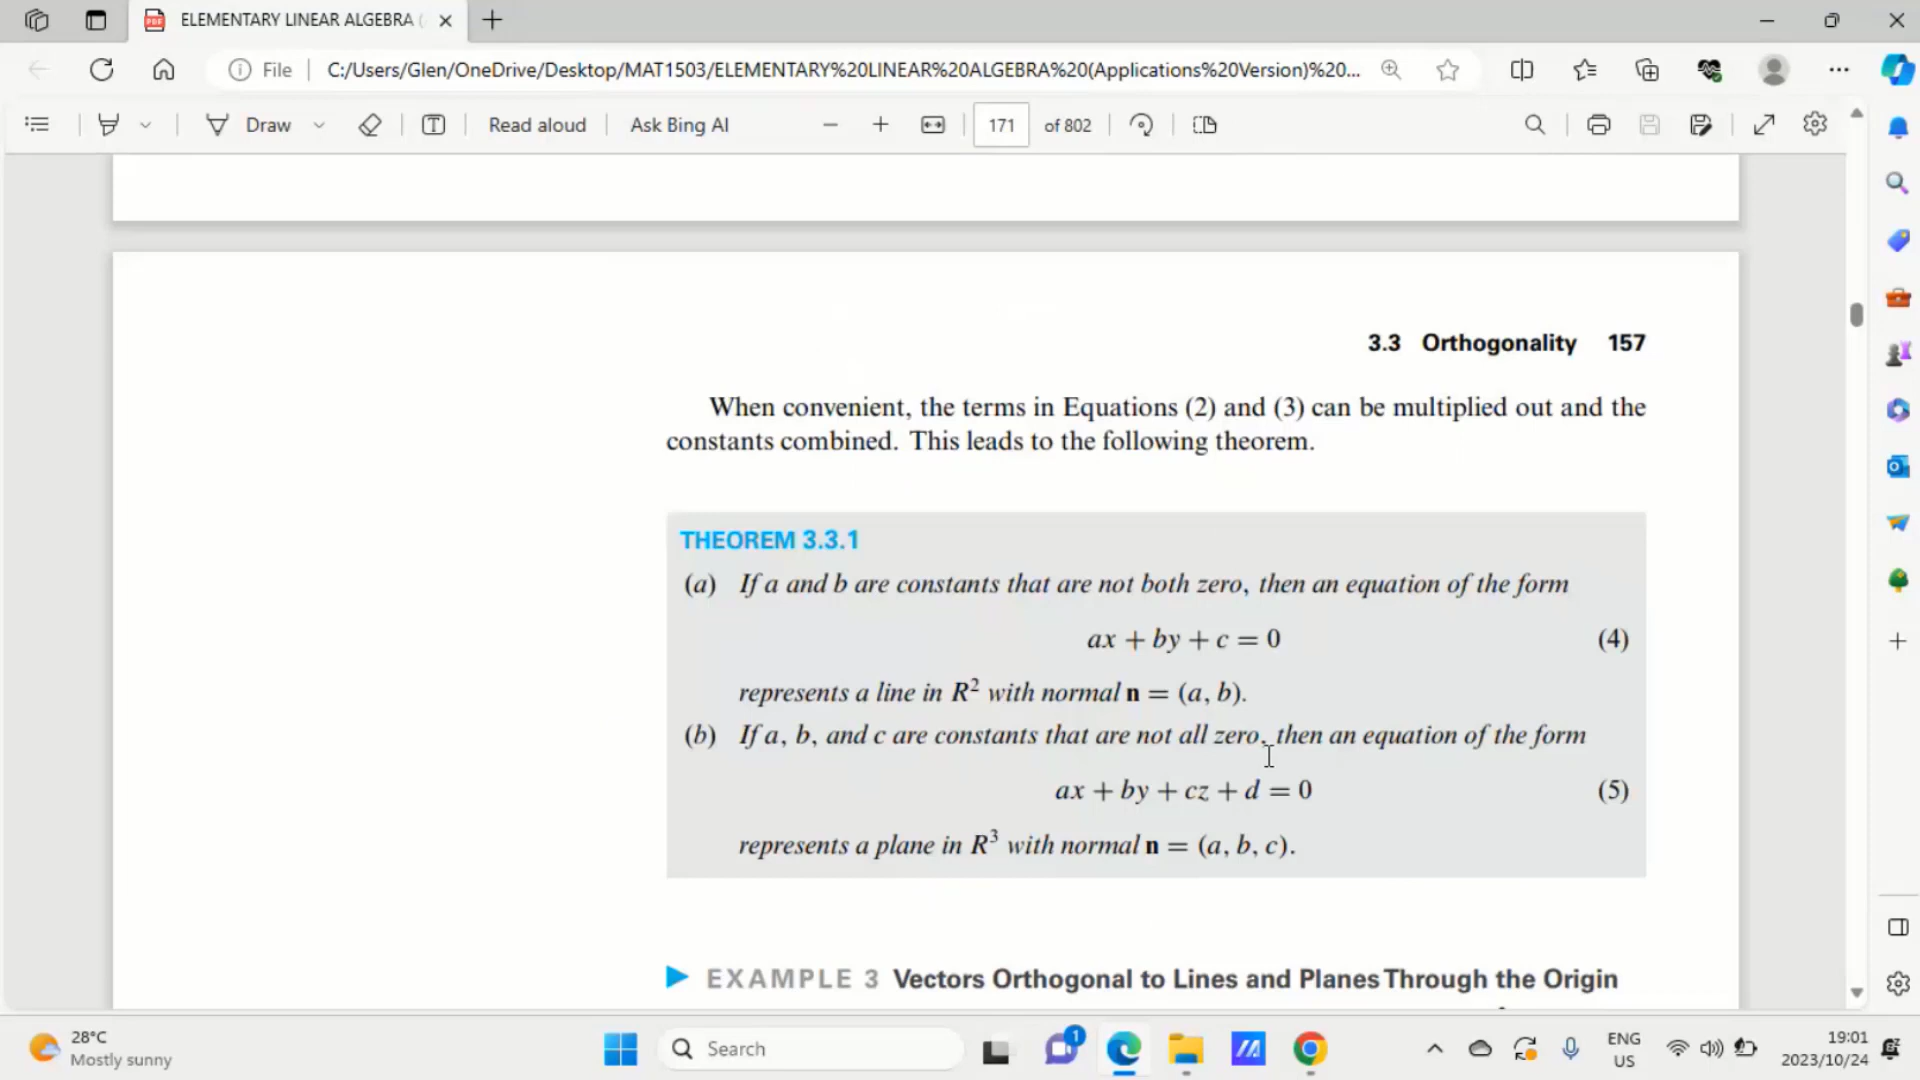 ELEMENTARY LINEAR ALGEBRA (
File
C:/Users/Glen/OneDrive/Desktop/MAT1503/ELEMENTARY%20LINEAR%20ALGEBRA%20(Applications%20Version)%20...
Draw
Read aloud
Ask Bing AI
171
of 802
3.3 Orthogonality 157
When convenient, the terms in Equations (2) and (3) can be multiplied out and the
constants combined. This leads to the following theorem.
THEOREM 3.3.1
(a) If a and b are constants that are not both zero, then an equation of the form
ax + by + c = 0 (4)
represents a line in R² with normal n = (a, b).
(b) If a, b, and c are constants that are not all zero, then an equation of the form
ax + by + cz + d = 0 (5)
represents a plane in R³ with normal n = (a, b, c).
EXAMPLE 3 Vectors Orthogonal to Lines and Planes Through the Origin
28°C
Mostly sunny
Search
1
ENG
US
19:01
2023/10/24